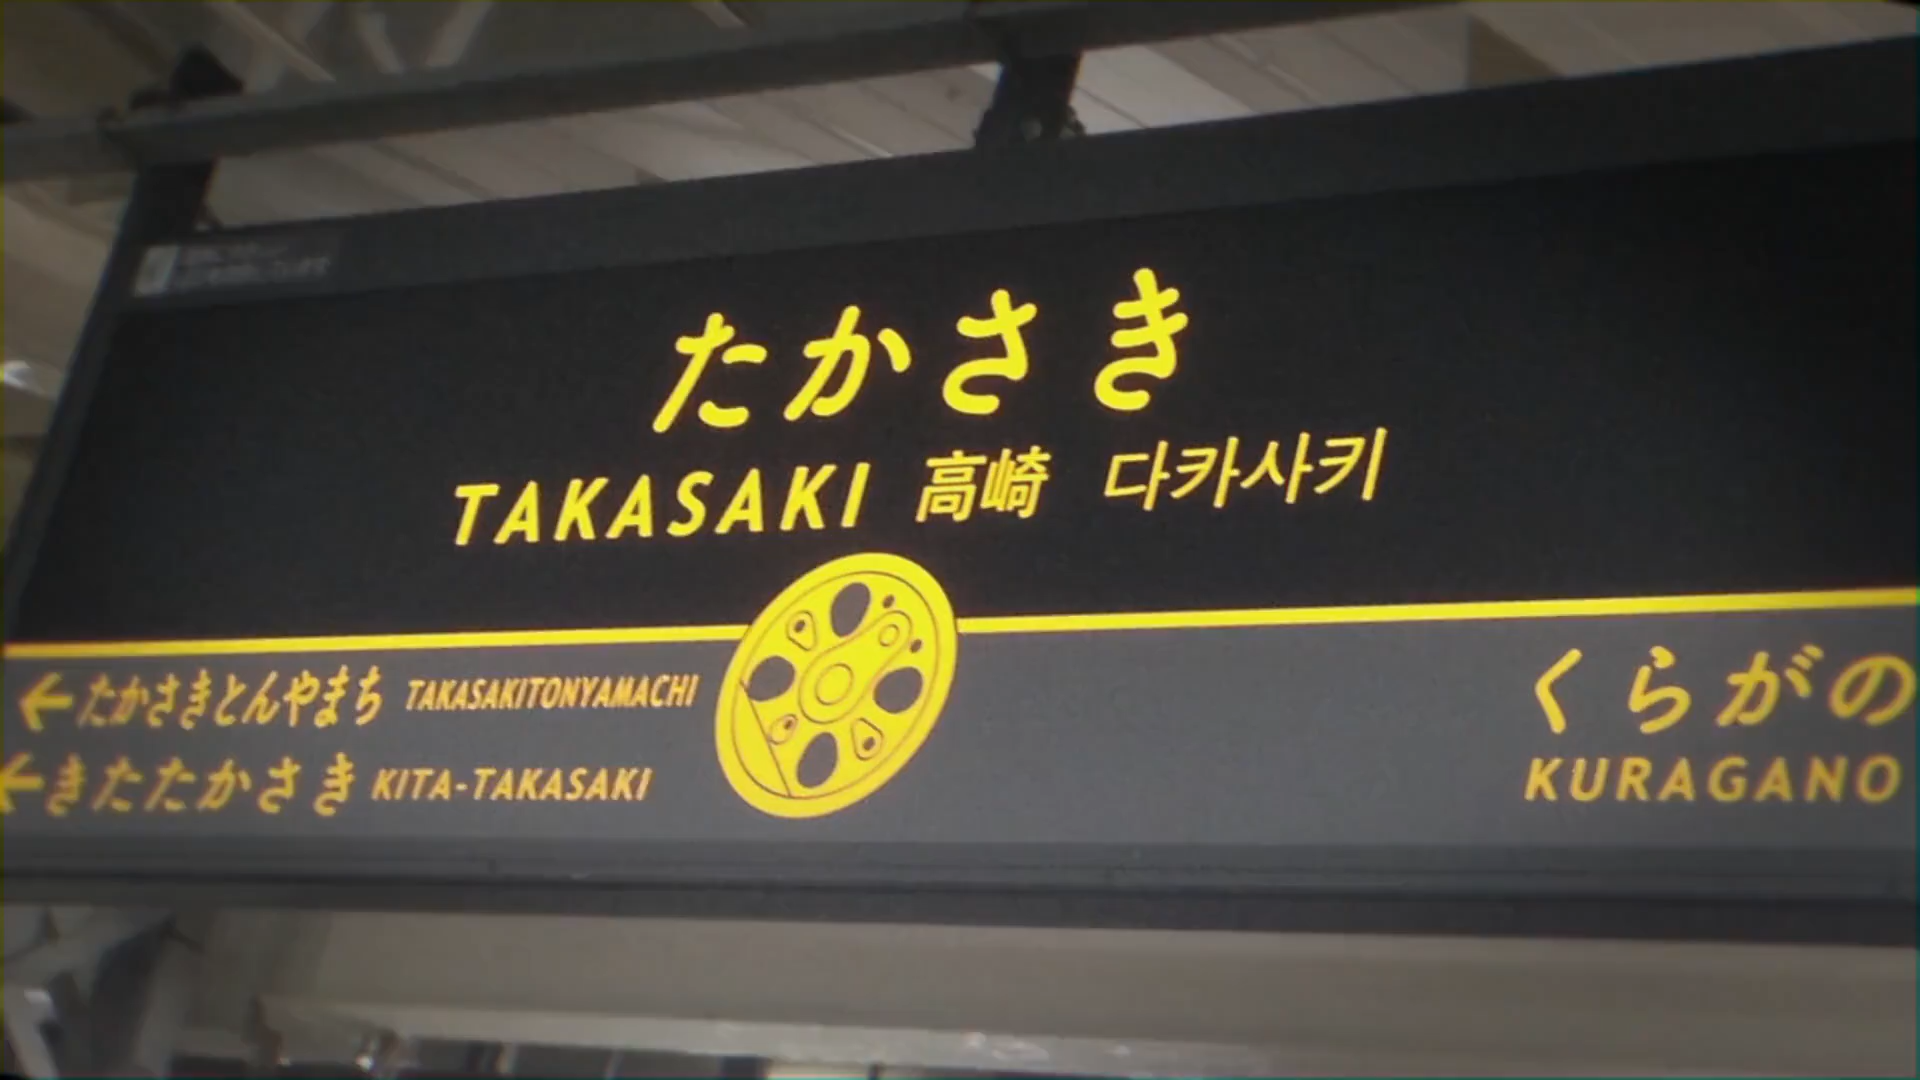 たかさき
TAKASAKI 高崎 다카사키
←たかさきとんやまち TAKASAKITONYAMACHI
←きたたかさき KITA-TAKASAKI
くらがの
KURAGANO